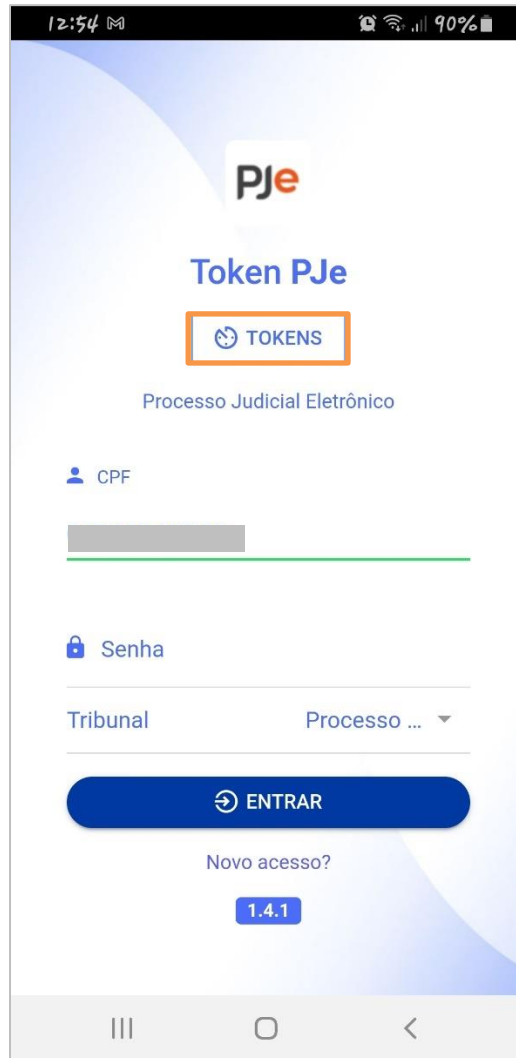 12:54 90%
PJe
Token PJe
TOKENS
Processo Judicial Eletrônico
CPF
Senha
Tribunal Processo ...
ENTRAR
Novo acesso?
1.4.1